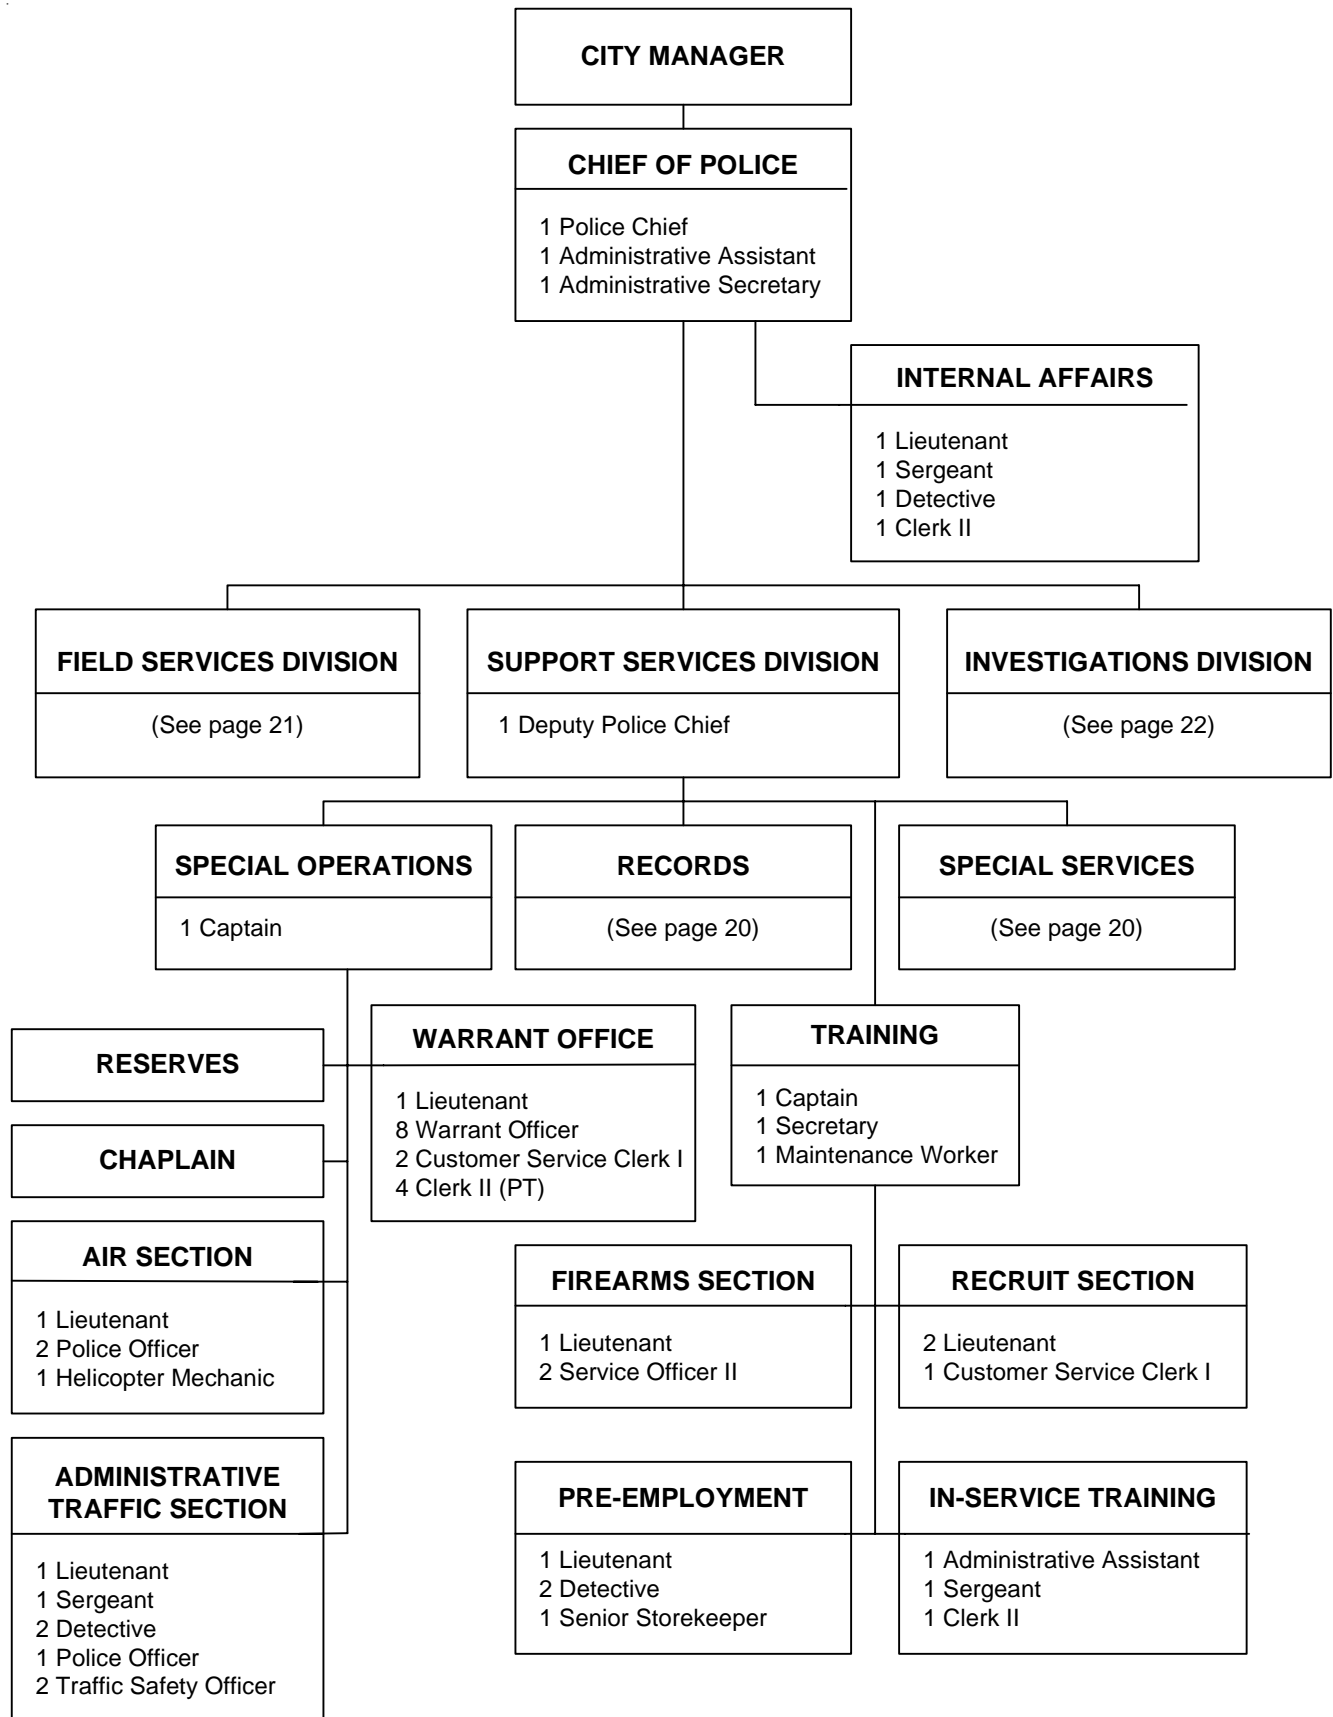 CITY MANAGER
CHIEF OF POLICE
1 Police Chief
1 Administrative Assistant
1 Administrative Secretary
INTERNAL AFFAIRS
1 Lieutenant
1 Sergeant
1 Detective
1 Clerk II
FIELD SERVICES DIVISION
(See page 21)
SUPPORT SERVICES DIVISION
1 Deputy Police Chief
INVESTIGATIONS DIVISION
(See page 22)
SPECIAL OPERATIONS
1 Captain
RECORDS
(See page 20)
SPECIAL SERVICES
(See page 20)
RESERVES
WARRANT OFFICE
1 Lieutenant
8 Warrant Officer
2 Customer Service Clerk I
4 Clerk II (PT)
TRAINING
1 Captain
1 Secretary
1 Maintenance Worker
CHAPLAIN
AIR SECTION
1 Lieutenant
2 Police Officer
1 Helicopter Mechanic
FIREARMS SECTION
1 Lieutenant
2 Service Officer II
RECRUIT SECTION
2 Lieutenant
1 Customer Service Clerk I
ADMINISTRATIVE
TRAFFIC SECTION
1 Lieutenant
1 Sergeant
2 Detective
1 Police Officer
2 Traffic Safety Officer
PRE-EMPLOYMENT
1 Lieutenant
2 Detective
1 Senior Storekeeper
IN-SERVICE TRAINING
1 Administrative Assistant
1 Sergeant
1 Clerk II